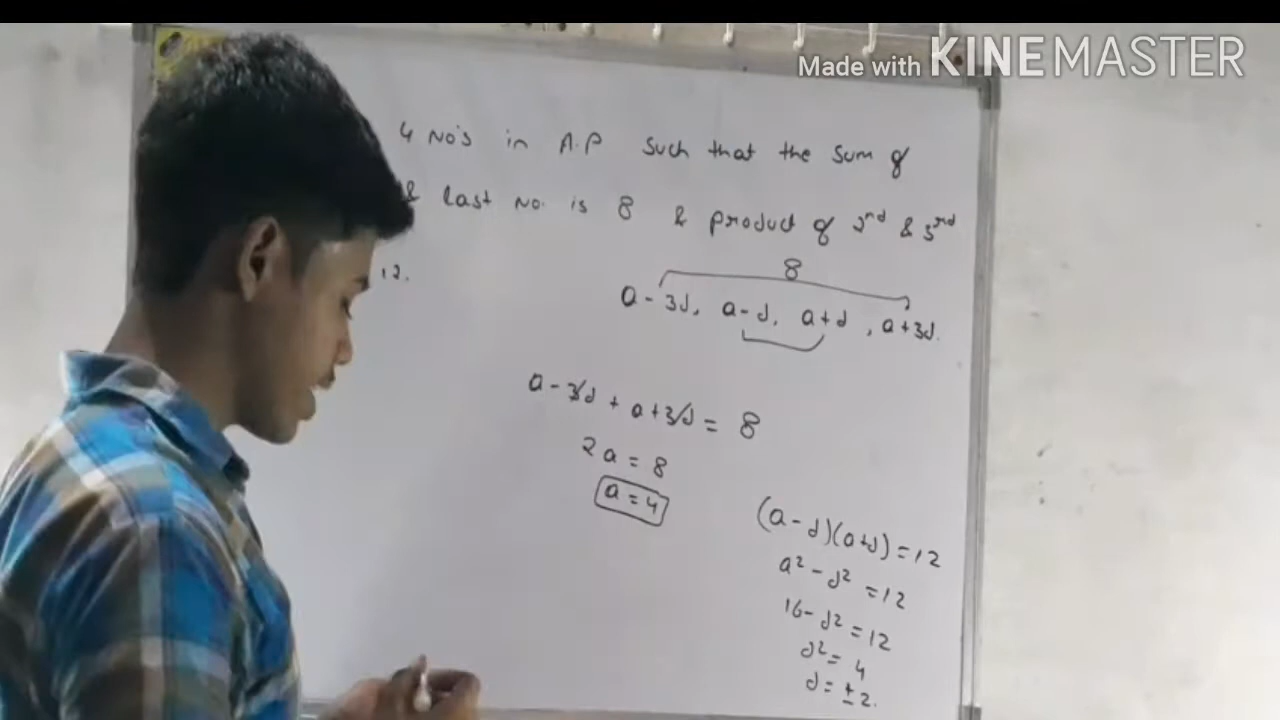 Made with KINEMASTER
4 No's in A.P such that the sum of
& last no. is 8 & product of 2nd & 3rd
12.
8
a - 3d, a - d, a + d, a + 3d.
a - 3d + a + 3d = 8
2a = 8
a = 4
(a - d)(a + d) = 12
a² - d² = 12
16 - d² = 12
d² = 4
d = ± 2.